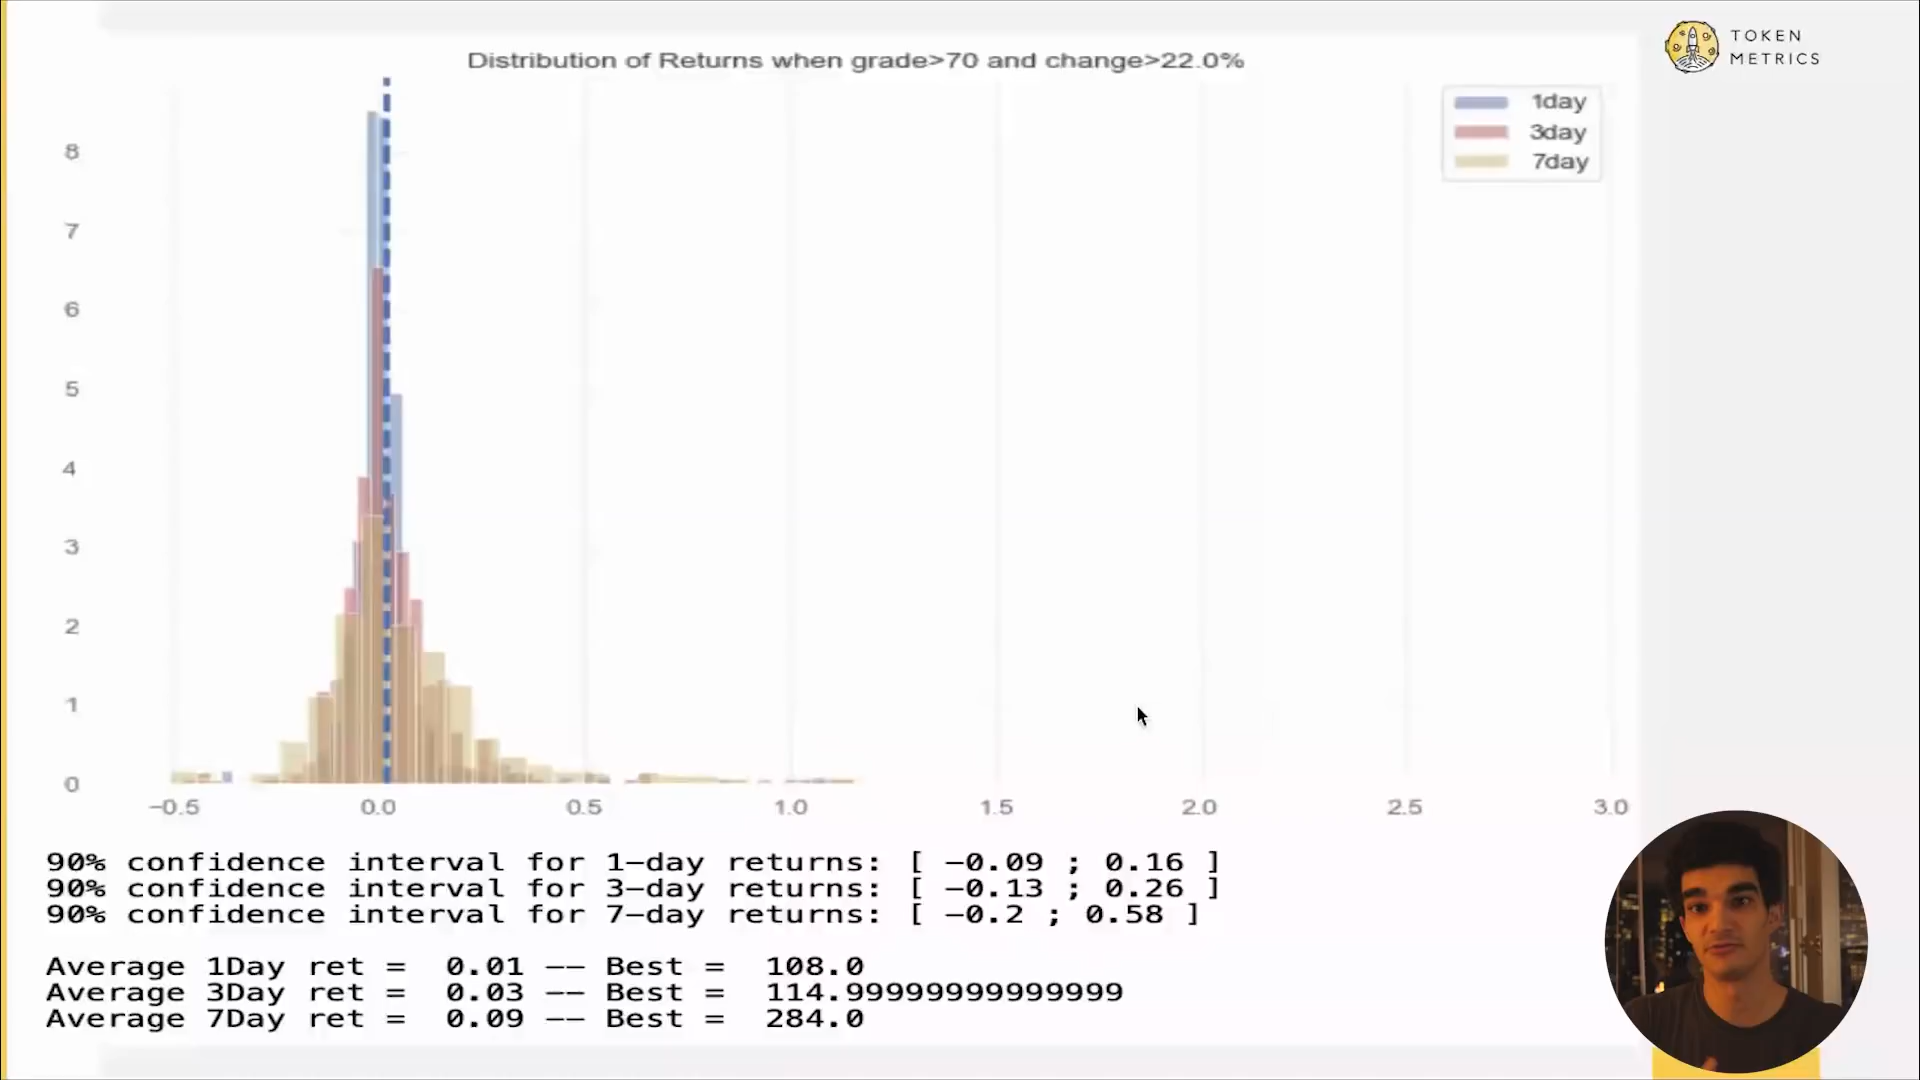 TOKEN
METRICS
Distribution of Returns when grade>70 and change>22.0%
1day
3day
7day
8
7
6
5
4
3
2
1
0
−0.5 0.0 0.5 1.0 1.5 2.0 2.5 3.0
90% confidence interval for 1-day returns: [ -0.09 ; 0.16 ]
90% confidence interval for 3-day returns: [ -0.13 ; 0.26 ]
90% confidence interval for 7-day returns: [ -0.2 ; 0.58 ]
Average 1Day ret = 0.01 -- Best = 108.0
Average 3Day ret = 0.03 -- Best = 114.99999999999999
Average 7Day ret = 0.09 -- Best = 284.0